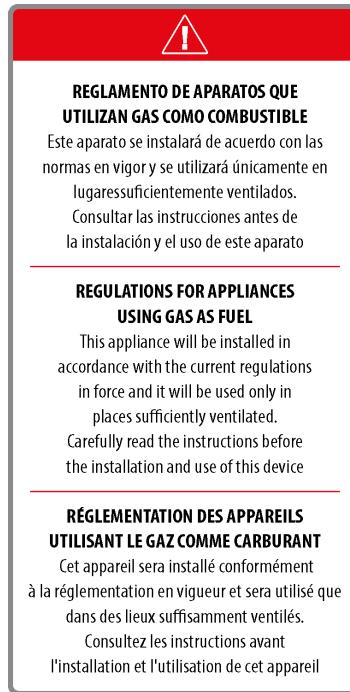 REGLAMENTO DE APARATOS QUE
UTILIZAN GAS COMO COMBUSTIBLE
Este aparato se instalará de acuerdo con las
normas en vigor y se utilizará únicamente en
lugaressuficientemente ventilados.
Consultar las instrucciones antes de
la instalación y el uso de este aparato
REGULATIONS FOR APPLIANCES
USING GAS AS FUEL
This appliance will be installed in
accordance with the current regulations
in force and it will be used only in
places sufficiently ventilated.
Carefully read the instructions before
the installation and use of this device
RÉGLEMENTATION DES APPAREILS
UTILISANT LE GAZ COMME CARBURANT
Cet appareil sera installé conformément
à la réglementation en vigueur et sera utilisé que
dans des lieux suffisamment ventilés.
Consultez les instructions avant
l'installation et l'utilisation de cet appareil